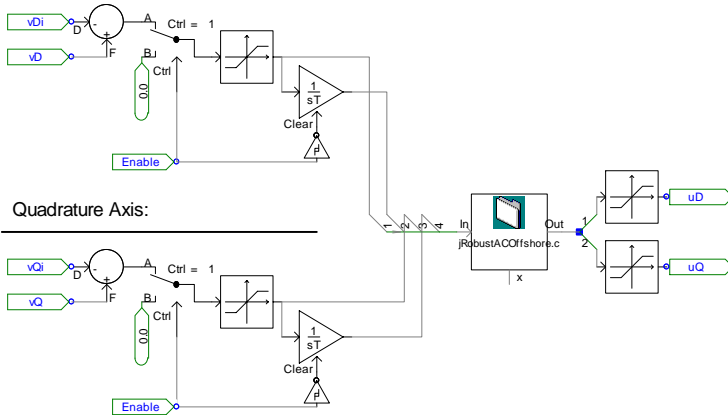 vDi
D
-
+
F
vD
A
B
Ctrl = 1
Ctrl
0.0
1
sT
Clear
Enable
Quadrature Axis:
vQi
D
-
+
F
vQ
A
B
Ctrl = 1
Ctrl
0.0
1
sT
Clear
Enable
1
2
3
4
In
Out
jRobustACOffshore.c
x
1
2
uD
uQ